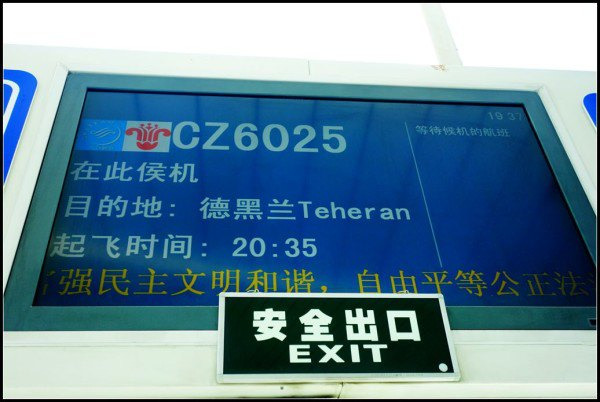 19 37
CZ6025
等待候机的航班
在此侯机
目的地: 德黑兰Teheran
起飞时间: 20:35
富强民主文明和谐，自由平等公正法
安全出口
EXIT